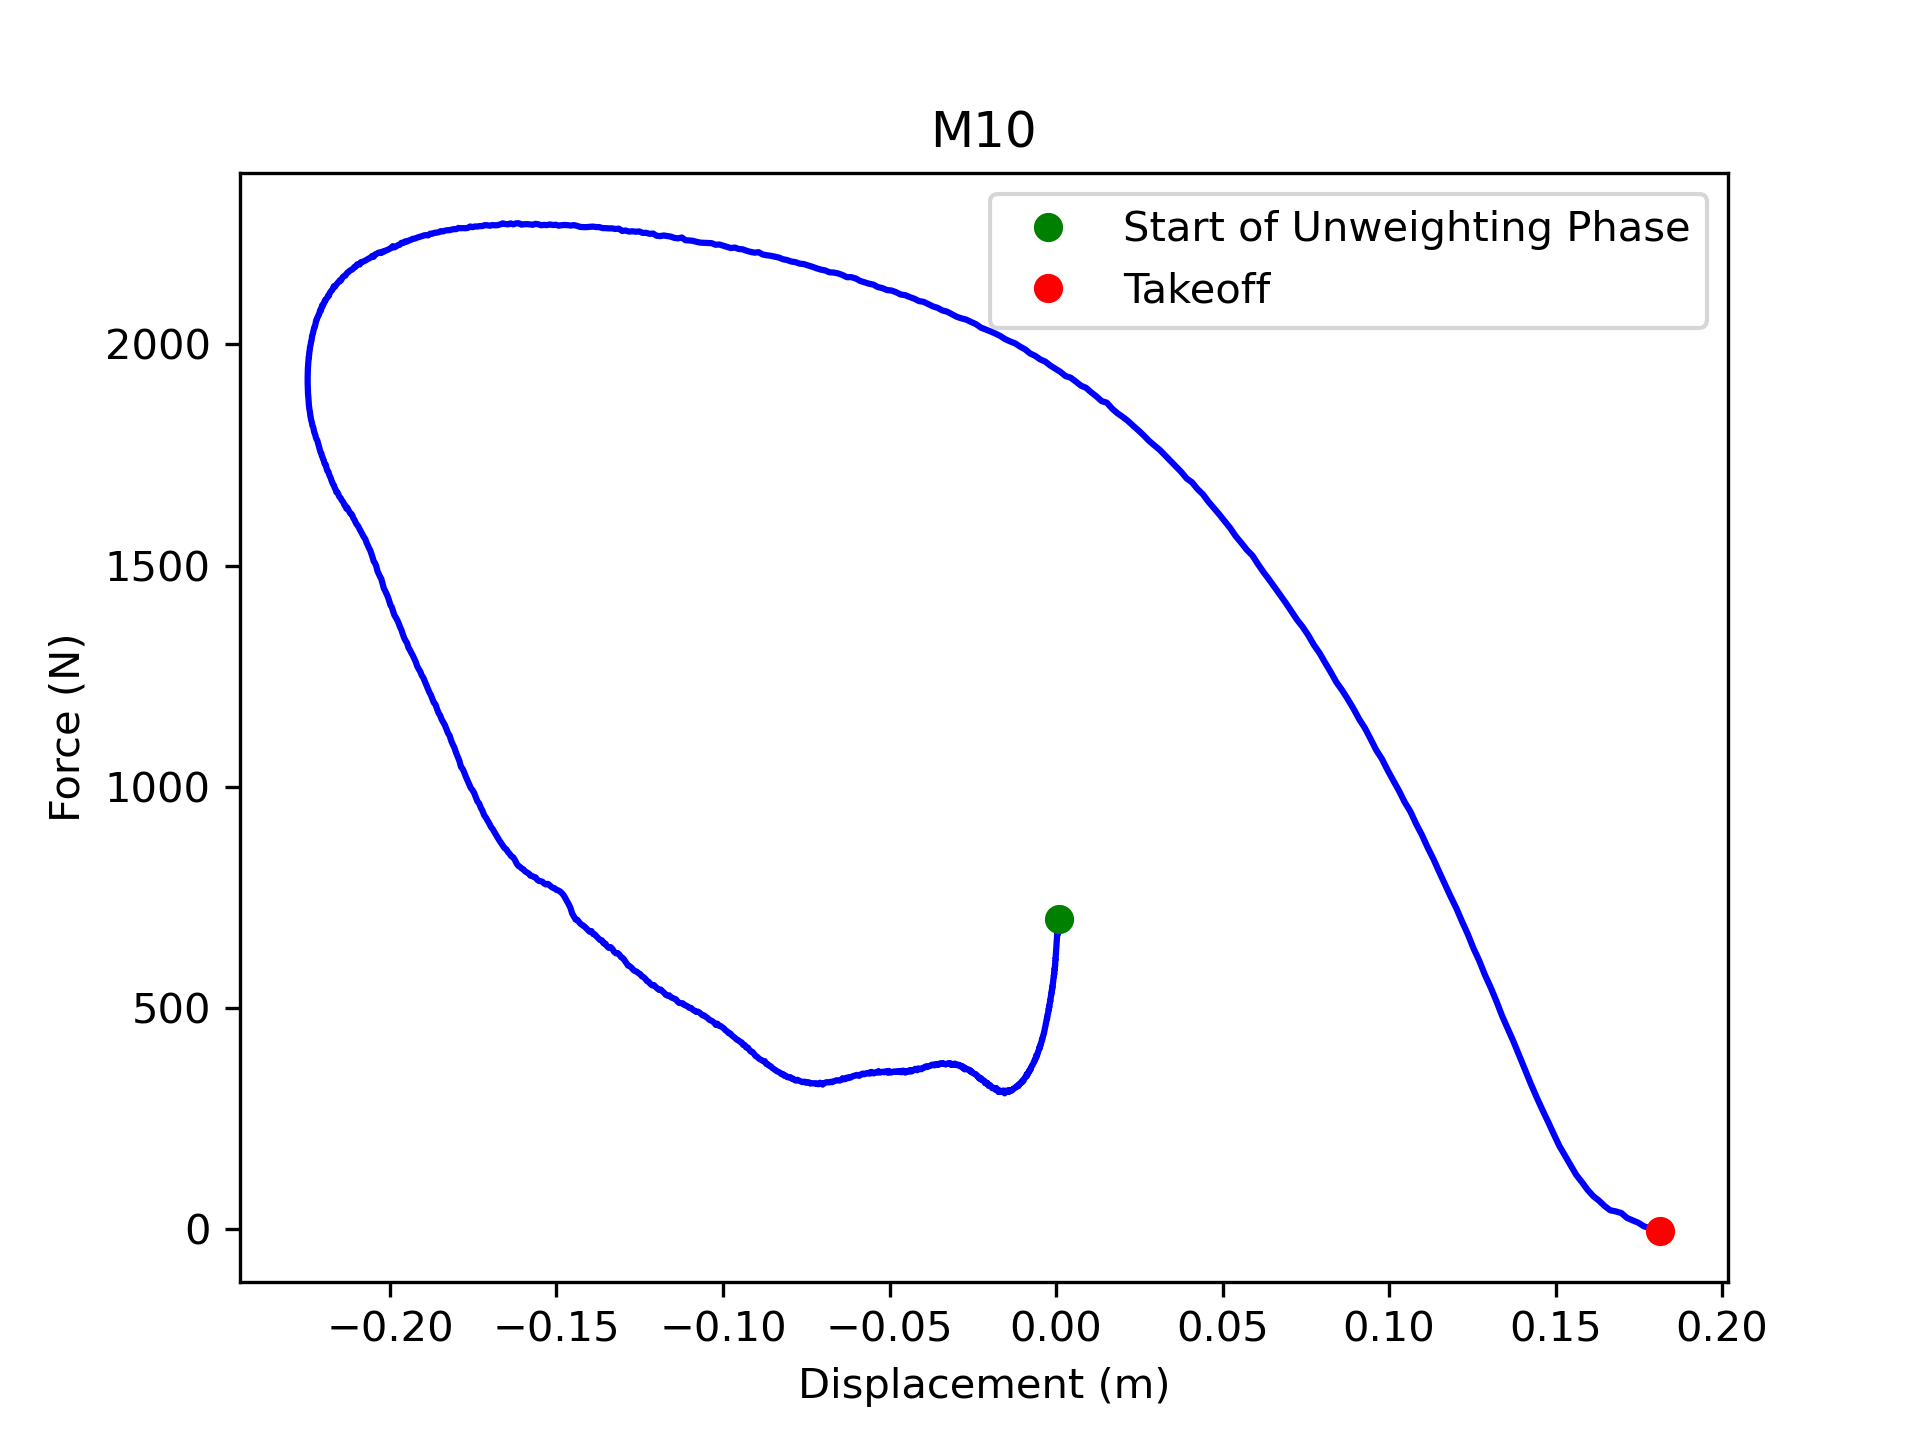 M10
Start of Unweighting Phase
Takeoff
2000
1500
1000
500
0
Force (N)
−0.20 −0.15 −0.10 −0.05 0.00 0.05 0.10 0.15 0.20
Displacement (m)